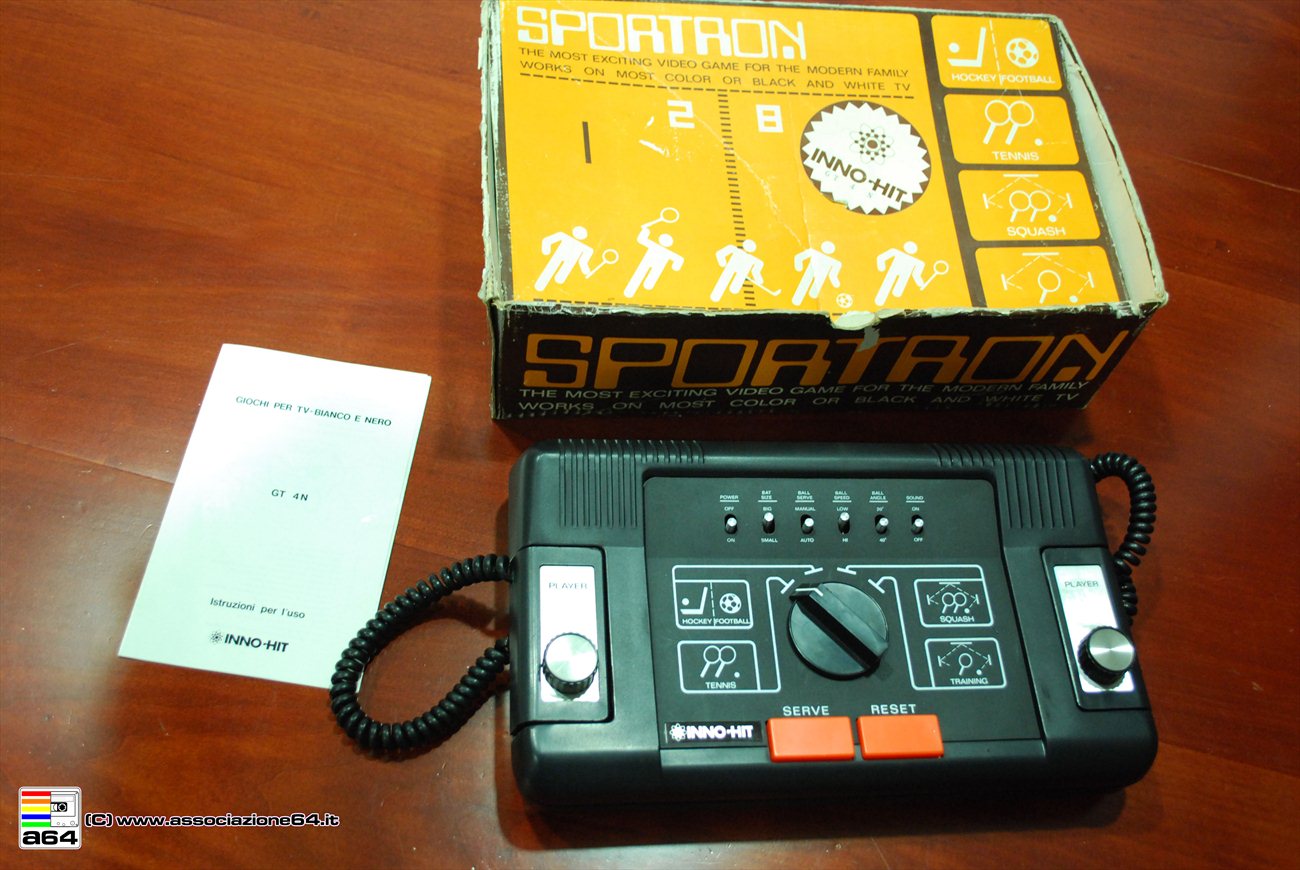 SPORTRON
THE MOST EXCITING VIDEO GAME FOR THE MODERN FAMILY
WORKS ON MOST COLOR OR BLACK AND WHITE TV
2 8
INNO-HIT
GT 4 N
HOCKEY FOOTBALL
TENNIS
SQUASH
SPORTRON
THE MOST EXCITING VIDEO GAME FOR THE MODERN FAMILY
WORKS ON MOST COLOR OR BLACK AND WHITE TV
GIOCHI PER TV-BIANCO E NERO
GT 4N
Istruzioni per l'uso
INNO-HIT
POWER BAT SIZE BALL SERVE BALL SPEED BALL ANGLE SOUND
OFF BIG MANUAL LOW 20° ON
ON SMALL AUTO HI 40° OFF
PLAYER
PLAYER
HOCKEY FOOTBALL
SQUASH
TENNIS
TRAINING
SERVE RESET
INNO-HIT
a64
(C) www.associazione64.it